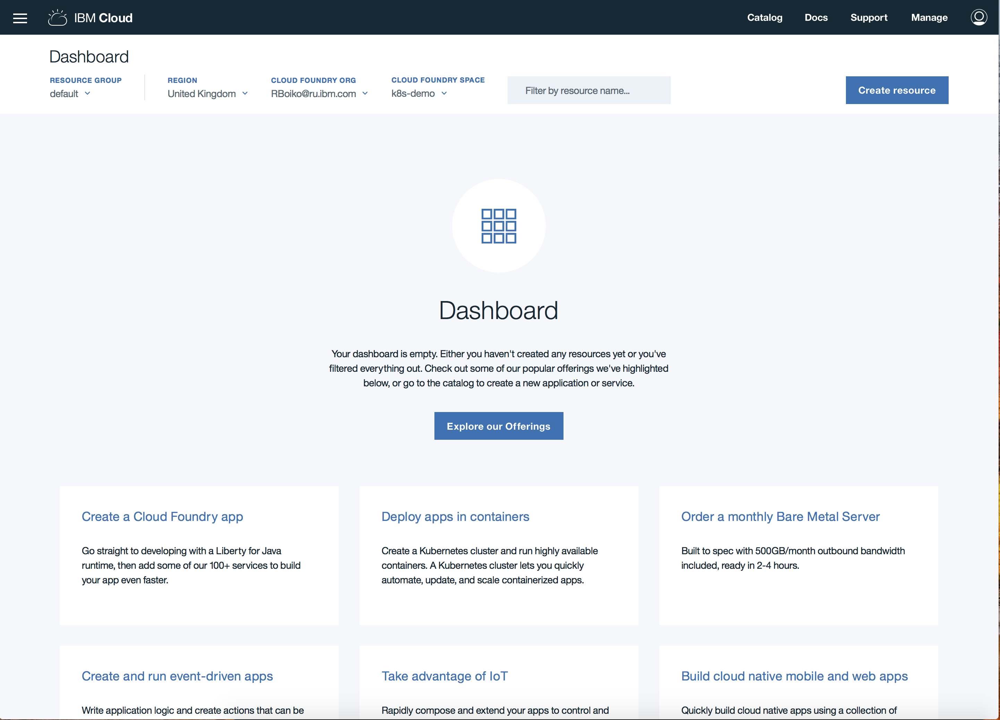 IBM Cloud
Catalog
Docs
Support
Manage
Dashboard
RESOURCE GROUP
default
REGION
United Kingdom
CLOUD FOUNDRY ORG
RBoiko@ru.ibm.com
CLOUD FOUNDRY SPACE
k8s-demo
Filter by resource name...
Create resource
Dashboard
Your dashboard is empty. Either you haven't created any resources yet or you've
filtered everything out. Check out some of our popular offerings we've highlighted
below, or go to the catalog to create a new application or service.
Explore our Offerings
Create a Cloud Foundry app
Go straight to developing with a Liberty for Java
runtime, then add some of our 100+ services to build
your app even faster.
Deploy apps in containers
Create a Kubernetes cluster and run highly available
containers. A Kubernetes cluster lets you quickly
automate, update, and scale containerized apps.
Order a monthly Bare Metal Server
Built to spec with 500GB/month outbound bandwidth
included, ready in 2-4 hours.
Create and run event-driven apps
Write application logic and create actions that can be
Take advantage of IoT
Rapidly compose and extend your apps to control and
Build cloud native mobile and web apps
Quickly build cloud native apps using a collection of